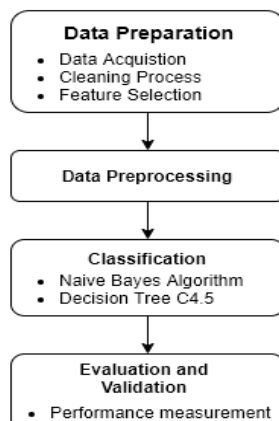 Data Preparation
• Data Acquistion
• Cleaning Process
• Feature Selection
Data Preprocessing
Classification
• Naive Bayes Algorithm
• Decision Tree C4.5
Evaluation and
Validation
• Performance measurement